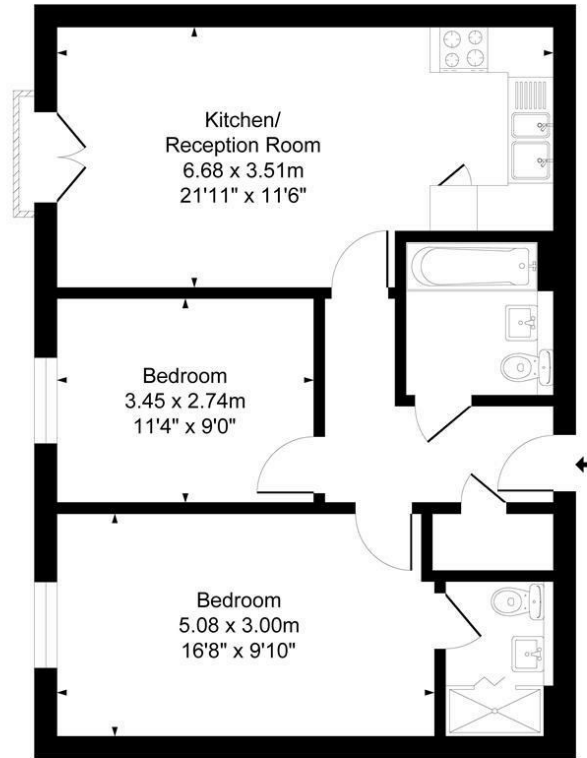 Kitchen/
Reception Room
6.68 x 3.51m
21'11" x 11'6"
Bedroom
3.45 x 2.74m
11'4" x 9'0"
Bedroom
5.08 x 3.00m
16'8" x 9'10"